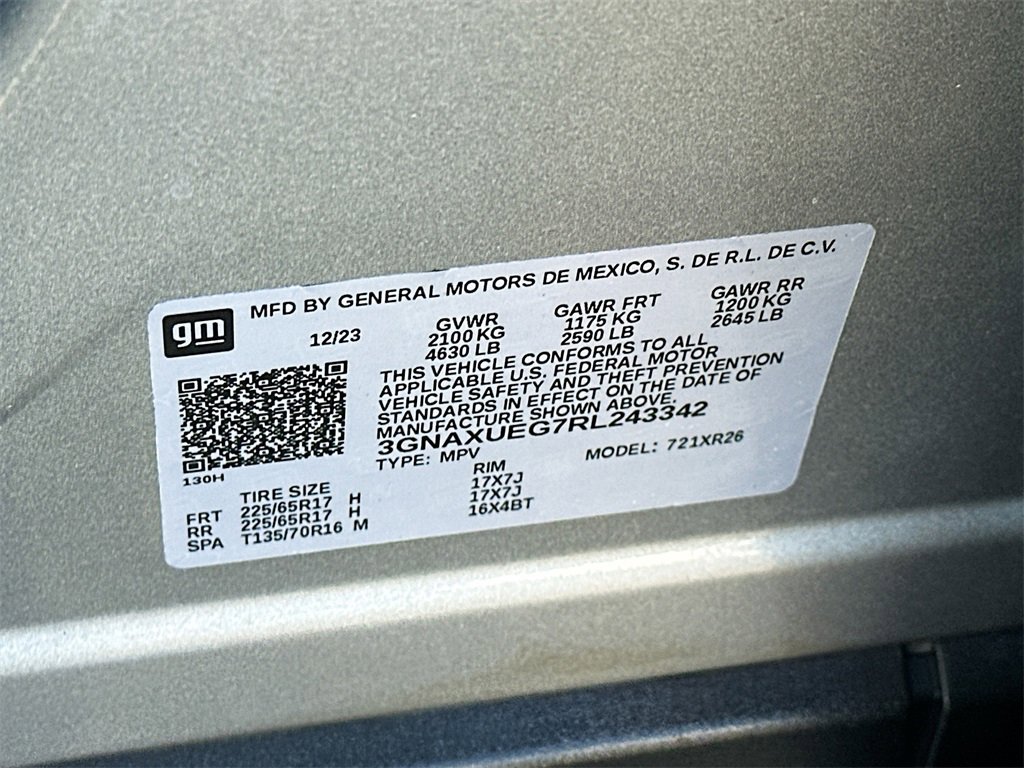 gm
MFD BY GENERAL MOTORS DE MEXICO, S. DE R.L. DE C.V.
12/23
GVWR
2100 KG
4630 LB
GAWR FRT
1175 KG
2590 LB
GAWR RR
1200 KG
2645 LB
THIS VEHICLE CONFORMS TO ALL
APPLICABLE U.S. FEDERAL MOTOR
VEHICLE SAFETY AND THEFT PREVENTION
STANDARDS IN EFFECT ON THE DATE OF
MANUFACTURE SHOWN ABOVE.
3GNAXUEG7RL243342
TYPE: MPV
MODEL: 721XR26
130H
TIRE SIZE RIM
FRT 225/65R17 H 17X7J
RR 225/65R17 H 17X7J
SPA T135/70R16 M 16X4BT